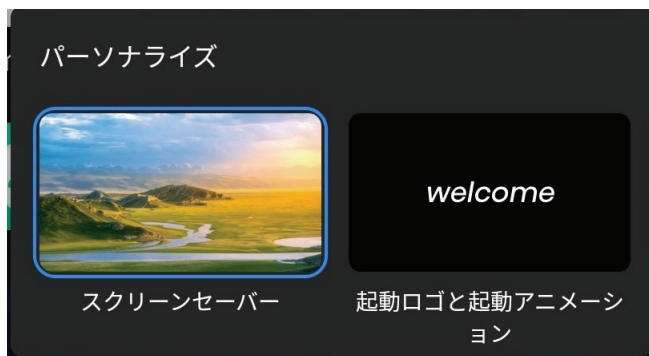 パーソナライズ
welcome
スクリーンセーバー
起動ロゴと起動アニメーシ
ョン